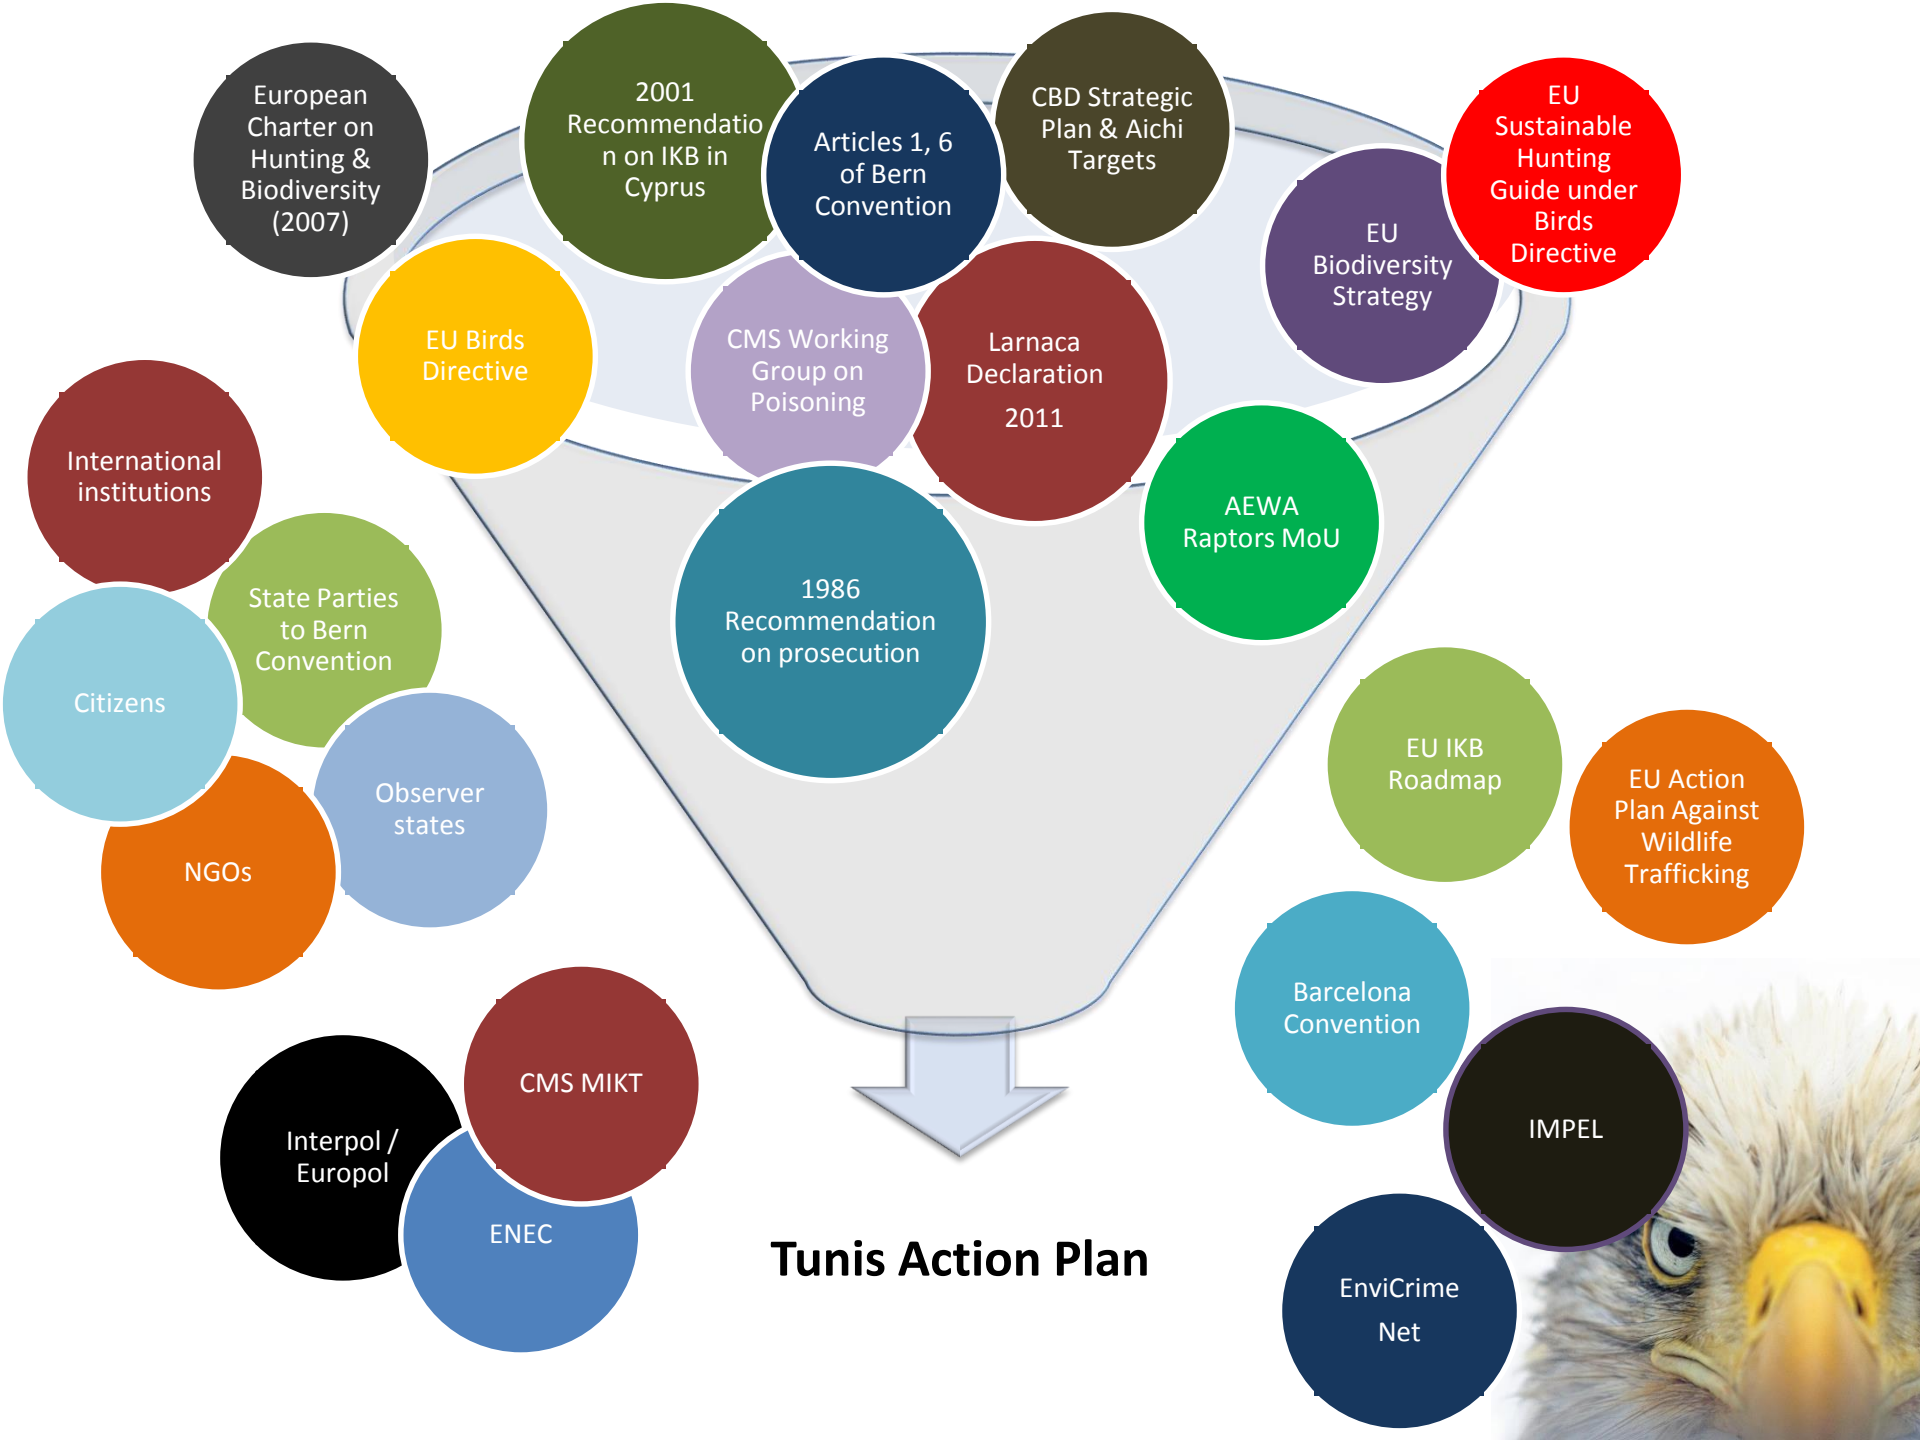 European
Charter on
Hunting &
Biodiversity
(2007)
2001
Recommendatio
n on IKB in
Cyprus
Articles 1, 6
of Bern
Convention
CBD Strategic
Plan & Aichi
Targets
EU
Sustainable
Hunting
Guide under
Birds
Directive
EU
Biodiversity
Strategy
EU Birds
Directive
CMS Working
Group on
Poisoning
Larnaca
Declaration
2011
AEWA
Raptors MoU
1986
Recommendation
on prosecution
International
institutions
State Parties
to Bern
Convention
Citizens
Observer
states
NGOs
EU IKB
Roadmap
EU Action
Plan Against
Wildlife
Trafficking
Barcelona
Convention
IMPEL
EnviCrime
Net
CMS MIKT
Interpol /
Europol
ENEC
Tunis Action Plan